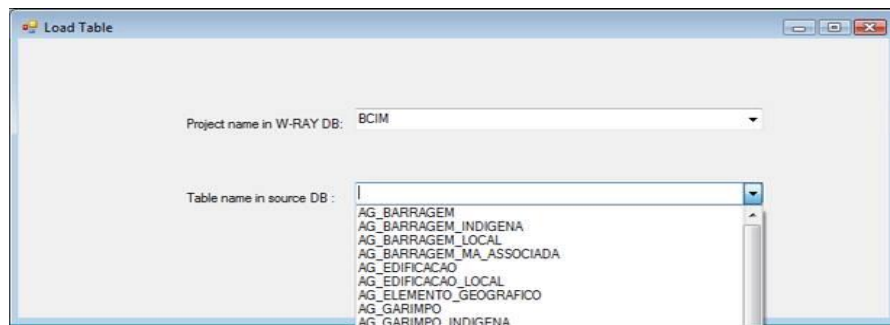 Load Table
Project name in W-RAY DB: BCIM
Table name in source DB :
AG_BARRAGEM
AG_BARRAGEM_INDIGENA
AG_BARRAGEM_LOCAL
AG_BARRAGEM_MA_ASSOCIADA
AG_EDIFICACAO
AG_EDIFICACAO_LOCAL
AG_ELEMENTO_GEOGRAFICO
AG_GARIMPO
AG_GARIMPO_INDIGENA